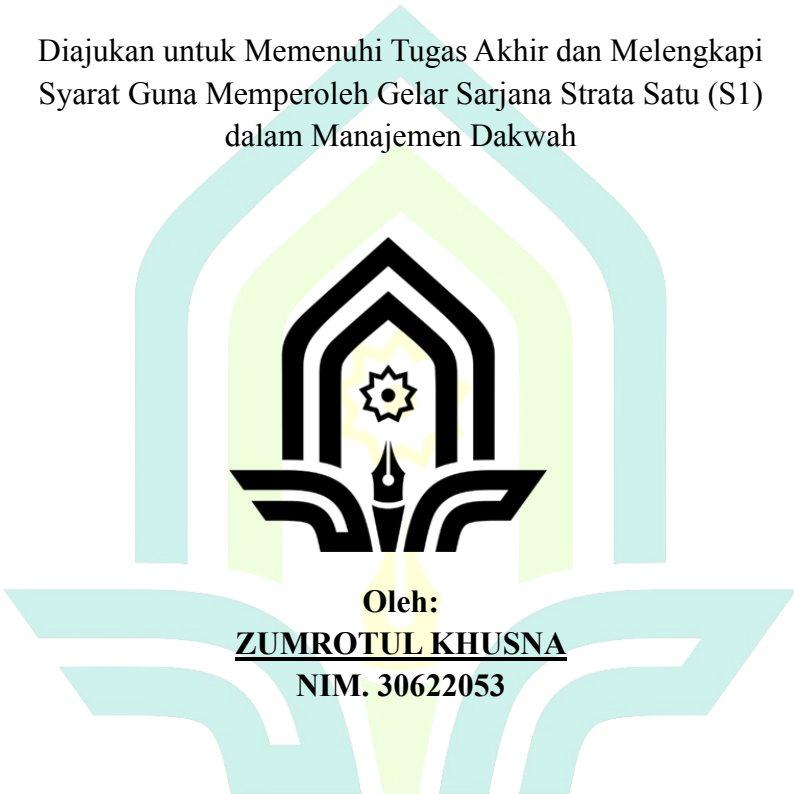 Diajukan untuk Memenuhi Tugas Akhir dan Melengkapi
Syarat Guna Memperoleh Gelar Sarjana Strata Satu (S1)
dalam Manajemen Dakwah
Oleh:
ZUMROTUL KHUSNA
NIM. 30622053